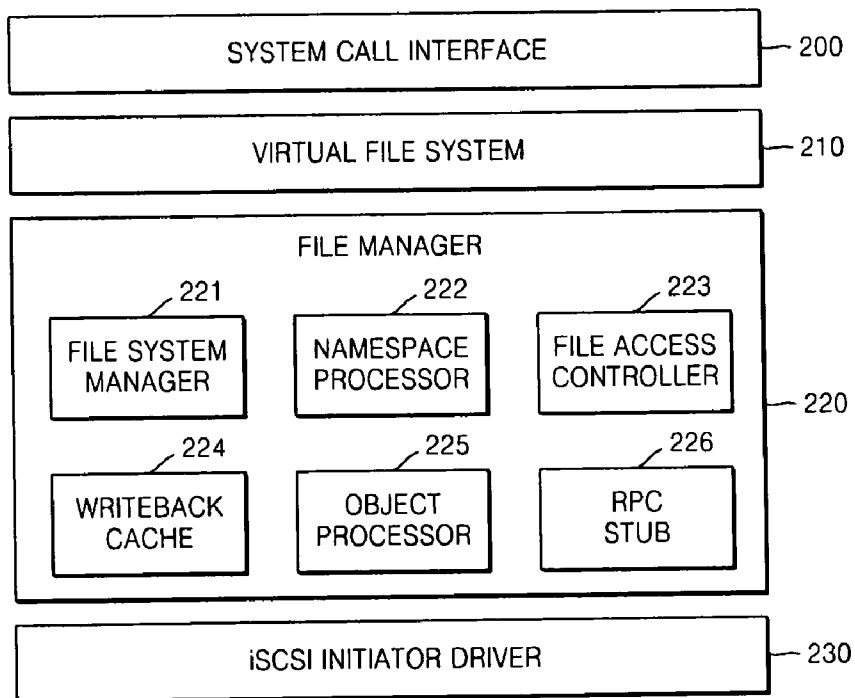 SYSTEM CALL INTERFACE
200
VIRTUAL FILE SYSTEM
210
FILE MANAGER
221
222
223
FILE SYSTEM
MANAGER
NAMESPACE
PROCESSOR
FILE ACCESS
CONTROLLER
220
224
225
226
WRITEBACK
CACHE
OBJECT
PROCESSOR
RPC
STUB
iSCSI INITIATOR DRIVER
230